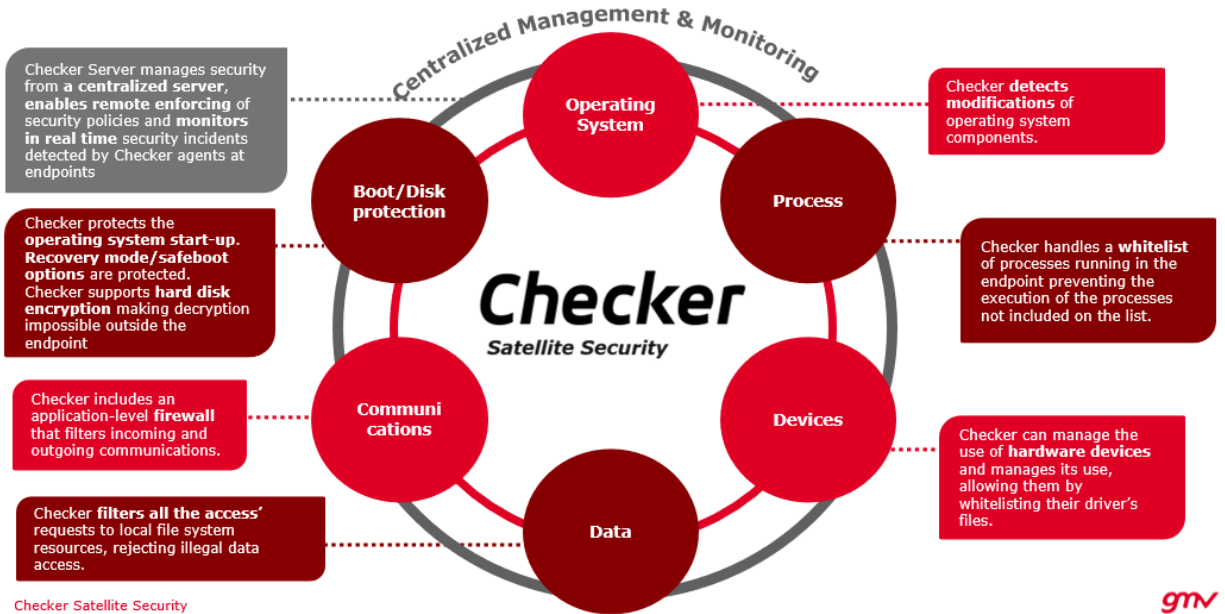 Centralized Management & Monitoring
Checker Server manages security
from a centralized server,
enables remote enforcing of
security policies and monitors
in real time security incidents
detected by Checker agents at
endpoints
Operating
System
Checker detects
modifications of
operating system
components.
Boot/Disk
protection
Process
Checker protects the
operating system start-up.
Recovery mode/safeboot
options are protected.
Checker supports hard disk
encryption making decryption
impossible outside the
endpoint
Checker handles a whitelist
of processes running in the
endpoint preventing the
execution of the processes
not included on the list.
Checker
Satellite Security
Checker includes an
application-level firewall
that filters incoming and
outgoing communications.
Communi
cations
Devices
Checker can manage the
use of hardware devices
and manages its use,
allowing them by
whitelisting their driver's
files.
Checker filters all the access’
requests to local file system
resources, rejecting illegal data
access.
Data
Checker Satellite Security
gmv